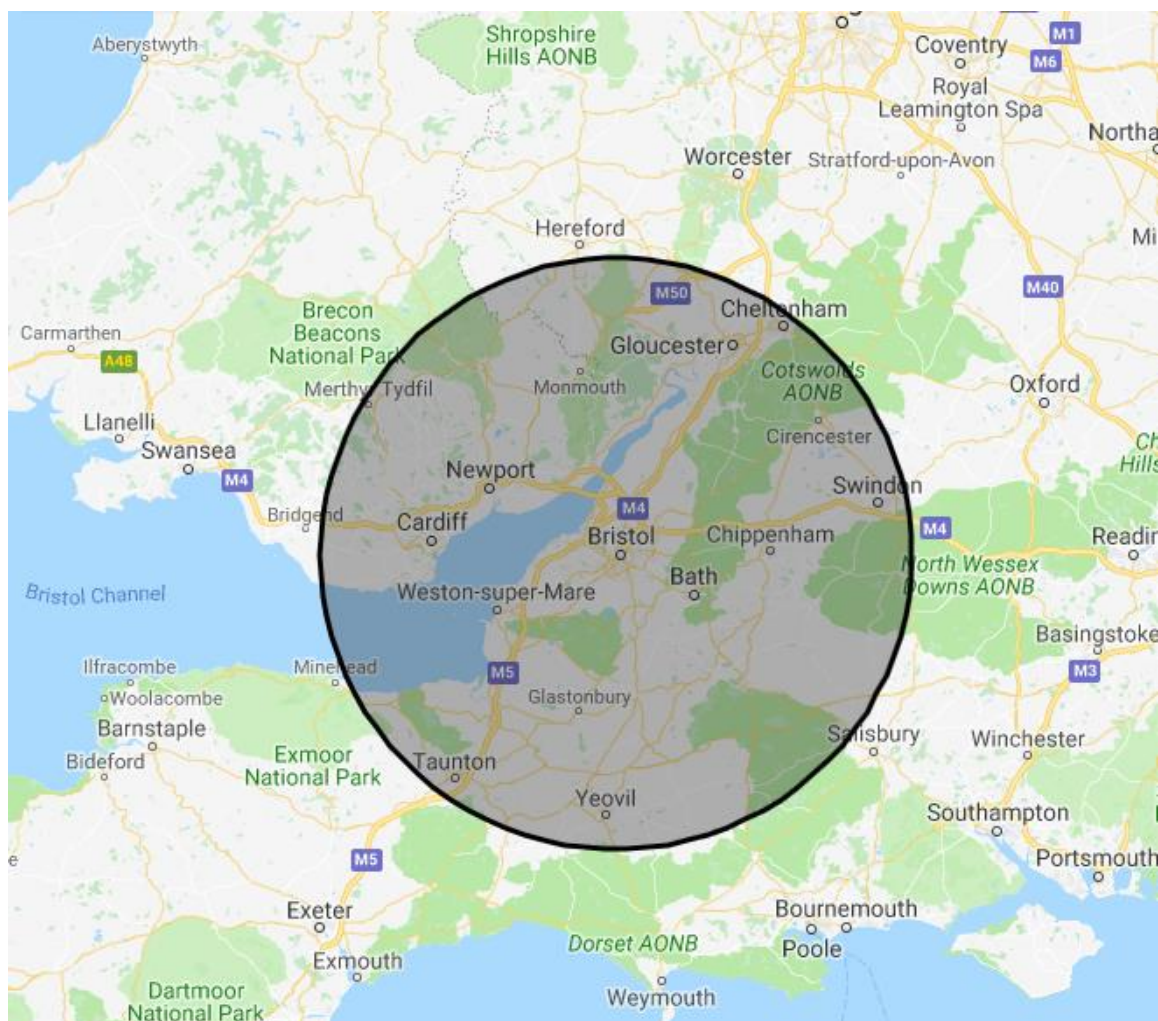 M1
Aberystwyth
Shropshire
Hills AONB
Coventry
M6
Royal
Leamington Spa
Northa
Worcester
Stratford-upon-Avon
Hereford
Mi
M50
M40
Brecon
Beacons
National Park
Cheltenham
Carmarthen
A48
Gloucester
Cotswolds
AONB
Monmouth
Merthyr Tydfil
Oxford
Llanelli
Cirencester
Ch
Hills
Swansea
M4
Newport
Swindon
Bridgend
Cardiff
M4
Bristol
Chippenham
M4
Readin
North Wessex
Downs AONB
Bath
Bristol Channel
Weston-super-Mare
Basingstoke
Ilfracombe
Minehead
M5
M3
Woolacombe
Glastonbury
Barnstaple
Salisbury
Winchester
Bideford
Exmoor
National Park
Taunton
Yeovil
Southampton
e
M5
Portsmouth
Exeter
Bournemouth
Poole
Dorset AONB
Exmouth
Weymouth
Dartmoor
National Park